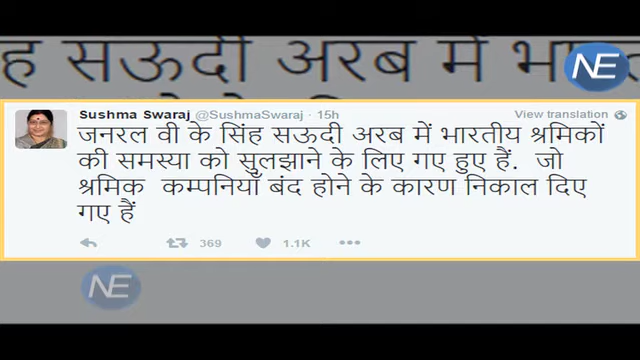 ह सऊदी अरब में भारत
NE
Sushma Swaraj @SushmaSwaraj · 15h
View translation
जनरल वी के सिंह सऊदी अरब में भारतीय श्रमिकों
की समस्या को सुलझाने के लिए गए हुए हैं. जो
श्रमिक कम्पनियाँ बंद होने के कारण निकाल दिए
गए हैं
369
1.1K
NE